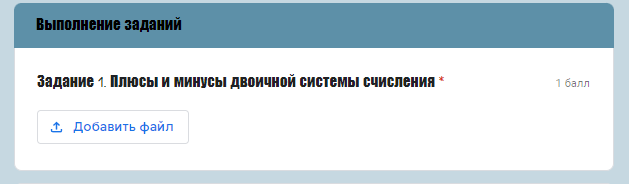 Выполнение заданий
Задание 1. Плюсы и минусы двоичной системы счисления *
1 балл
Добавить файл